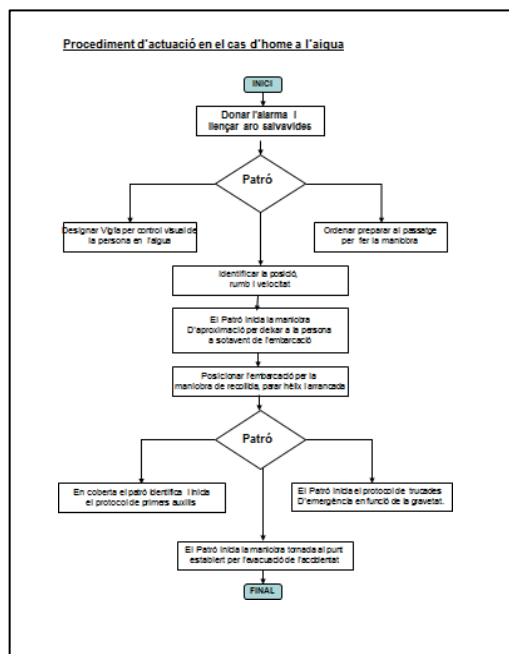 Procediment d'actuació en el cas d'home a l'aigua
INICI
Donar l'alarma i
llençar aro salvavides
Patró
Designar Vigia per control visual de
la persona en l'aigua
Ordenar preparar al passatge
per fer la maniobra
Identificar la posició,
rumb i velocitat
El Patró inicia la maniobra
D'aproximació per deixar a la persona
a sotavent de l'embarcació
Posicionar l'embarcació per la
maniobra de recollida, parar hèlix i arrancada
Patró
En coberta el patró identifica i inicia
el protocol de primers auxilis
El Patró inicia el protocol de trucades
D'emergència en funció de la gravetat.
El Patró inicia la maniobra tornada al punt
establert per l'evacuació de l'accidentat
FINAL